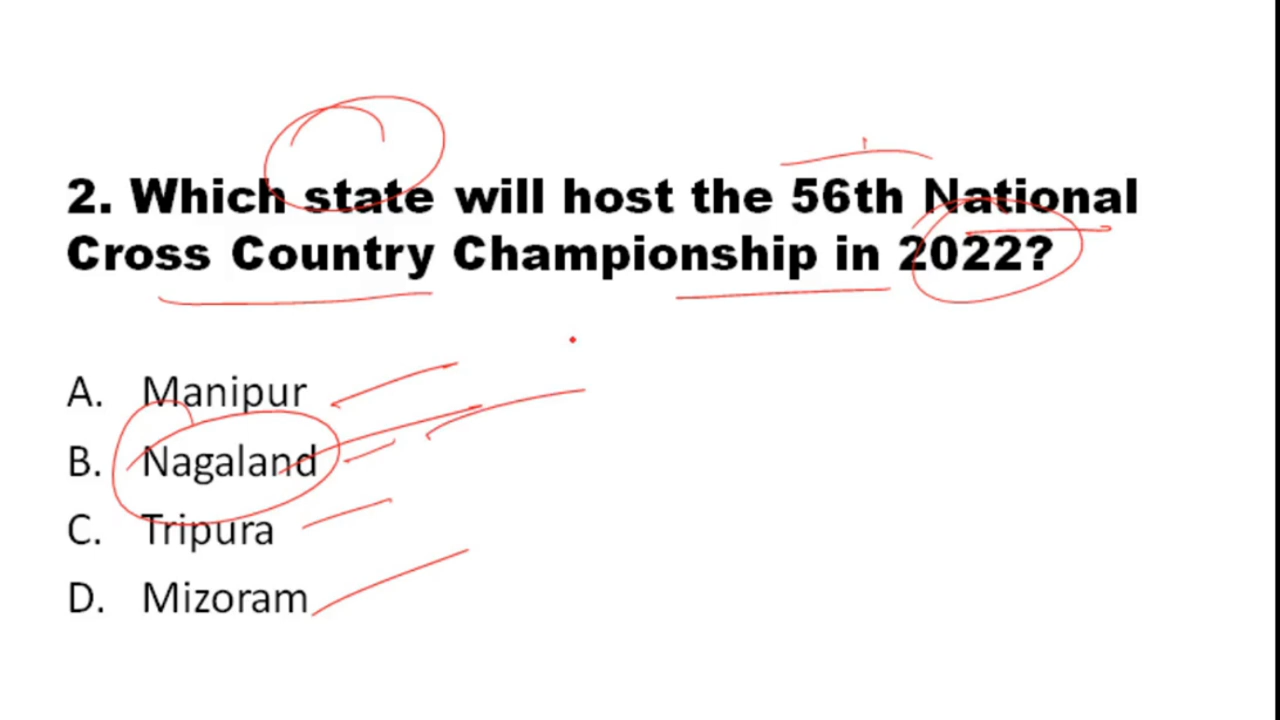 2. Which state will host the 56th National
Cross Country Championship in 2022?
A. Manipur
B. Nagaland
C. Tripura
D. Mizoram